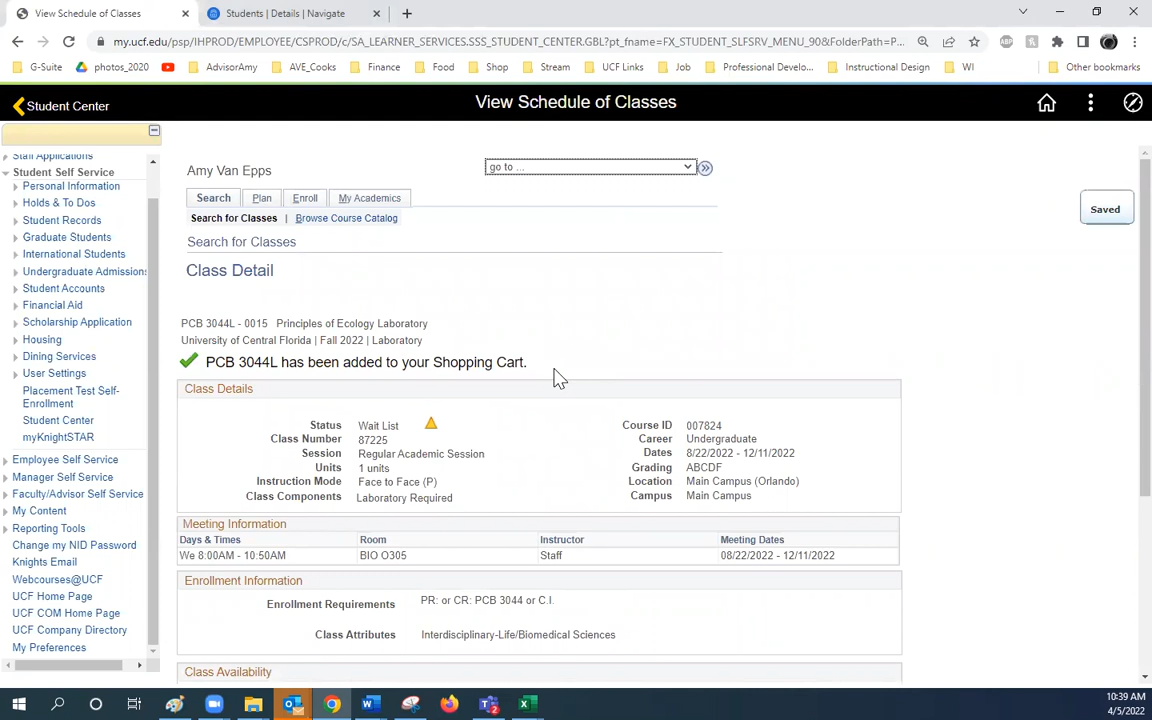 View Schedule of Classes
Students | Details | Navigate
my.ucf.edu/psp/IHPROD/EMPLOYEE/CSPROD/c/SA_LEARNER_SERVICES.SSS_STUDENT_CENTER.GBL?pt_fname=FX_STUDENT_SLFSRV_MENU_90&FolderPath=P...
G-Suite photos_2020 AdvisorAmy AVE_Cooks Finance Food Shop Stream UCF Links Job Professional Develo... Instructional Design WI Other bookmarks
Student Center
View Schedule of Classes
Staff Applications
Student Self Service
Personal Information
Holds & To Dos
Student Records
Graduate Students
International Students
Undergraduate Admissions
Student Accounts
Financial Aid
Scholarship Application
Housing
Dining Services
User Settings
Placement Test Self-
Enrollment
Student Center
myKnightSTAR
Employee Self Service
Manager Self Service
Faculty/Advisor Self Service
My Content
Reporting Tools
Change my NID Password
Knights Email
Webcourses@UCF
UCF Home Page
UCF COM Home Page
UCF Company Directory
My Preferences
Amy Van Epps
go to ...
Saved
Search Plan Enroll My Academics
Search for Classes | Browse Course Catalog
Search for Classes
Class Detail
PCB 3044L - 0015 Principles of Ecology Laboratory
University of Central Florida | Fall 2022 | Laboratory
PCB 3044L has been added to your Shopping Cart.
Class Details
Status Wait List Course ID 007824
Class Number 87225 Career Undergraduate
Session Regular Academic Session Dates 8/22/2022 - 12/11/2022
Units 1 units Grading ABCDF
Instruction Mode Face to Face (P) Location Main Campus (Orlando)
Class Components Laboratory Required Campus Main Campus
Meeting Information
Days & Times Room Instructor Meeting Dates
We 8:00AM - 10:50AM BIO O305 Staff 08/22/2022 - 12/11/2022
Enrollment Information
Enrollment Requirements PR: or CR: PCB 3044 or C.I.
Class Attributes Interdisciplinary-Life/Biomedical Sciences
Class Availability
10:39 AM
4/5/2022